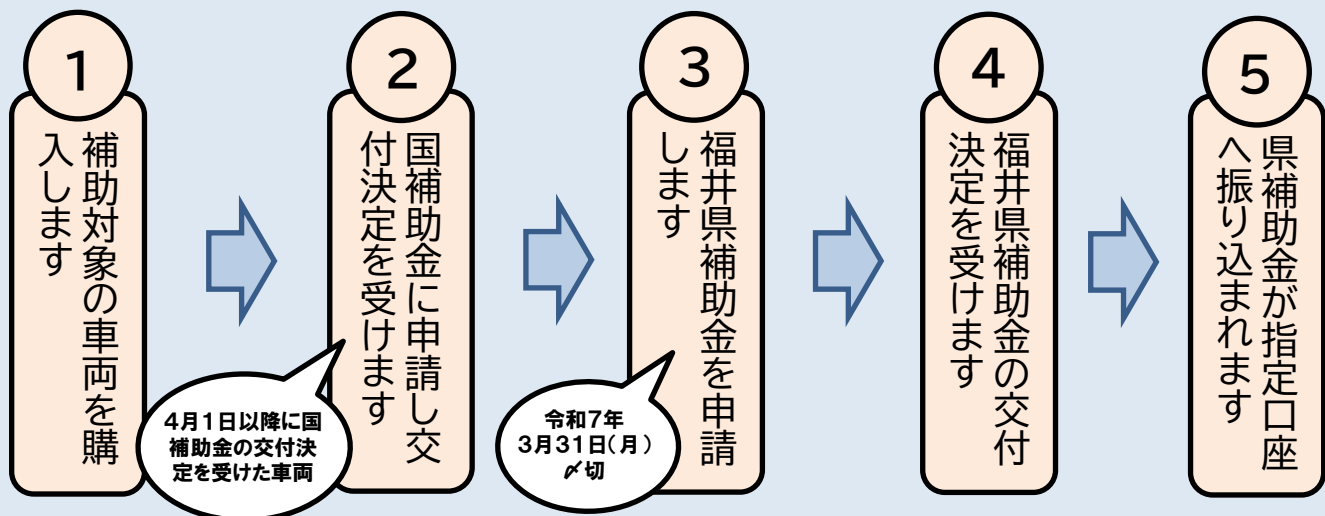 1
補助対象の車両を購
入します
2
国補助金に申請し交
付決定を受けます
4月1日以降に国
補助金の交付決
定を受けた車両
3
福井県補助金を申請
します
令和7年
3月31日(月)
〆切
4
福井県補助金の交付
決定を受けます
5
県補助金が指定口座
へ振り込まれます